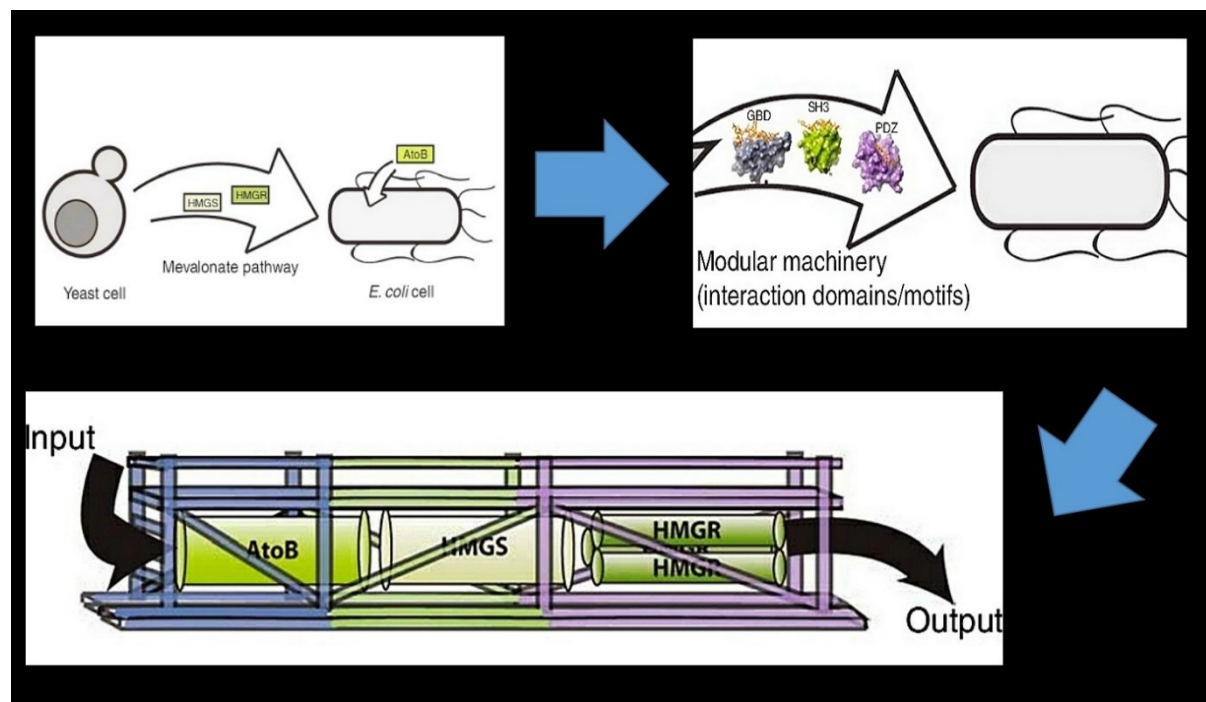 AtoB
HMGS
HMGR
Mevalonate pathway
Yeast cell
E. coli cell
GBD
SH3
PDZ
Modular machinery
(interaction domains/motifs)
Input
AtoB
HMGS
HMGR
HMGR
Output